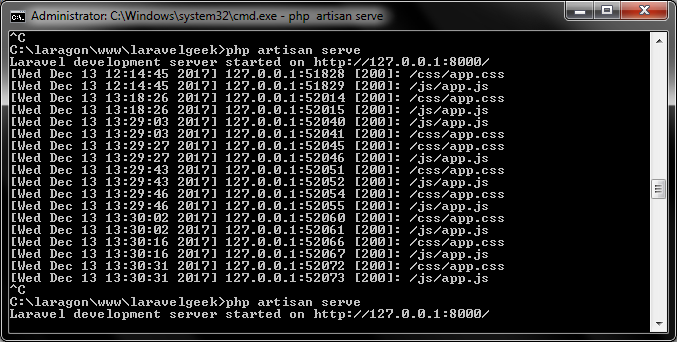 Administrator: C:\Windows\system32\cmd.exe - php  artisan serve
^C
C:\laragon\www\laravelgeek>php artisan serve
Laravel development server started on http://127.0.0.1:8000/
[Wed Dec 13 12:14:45 2017] 127.0.0.1:51828 [200]: /css/app.css
[Wed Dec 13 12:14:45 2017] 127.0.0.1:51829 [200]: /js/app.js
[Wed Dec 13 13:18:26 2017] 127.0.0.1:52014 [200]: /css/app.css
[Wed Dec 13 13:18:26 2017] 127.0.0.1:52015 [200]: /js/app.js
[Wed Dec 13 13:29:03 2017] 127.0.0.1:52040 [200]: /js/app.js
[Wed Dec 13 13:29:03 2017] 127.0.0.1:52041 [200]: /css/app.css
[Wed Dec 13 13:29:27 2017] 127.0.0.1:52045 [200]: /css/app.css
[Wed Dec 13 13:29:27 2017] 127.0.0.1:52046 [200]: /js/app.js
[Wed Dec 13 13:29:43 2017] 127.0.0.1:52051 [200]: /css/app.css
[Wed Dec 13 13:29:43 2017] 127.0.0.1:52052 [200]: /js/app.js
[Wed Dec 13 13:29:46 2017] 127.0.0.1:52054 [200]: /css/app.css
[Wed Dec 13 13:29:46 2017] 127.0.0.1:52055 [200]: /js/app.js
[Wed Dec 13 13:30:02 2017] 127.0.0.1:52060 [200]: /css/app.css
[Wed Dec 13 13:30:02 2017] 127.0.0.1:52061 [200]: /js/app.js
[Wed Dec 13 13:30:16 2017] 127.0.0.1:52066 [200]: /css/app.css
[Wed Dec 13 13:30:16 2017] 127.0.0.1:52067 [200]: /js/app.js
[Wed Dec 13 13:30:31 2017] 127.0.0.1:52072 [200]: /css/app.css
[Wed Dec 13 13:30:31 2017] 127.0.0.1:52073 [200]: /js/app.js
^C
C:\laragon\www\laravelgeek>php artisan serve
Laravel development server started on http://127.0.0.1:8000/